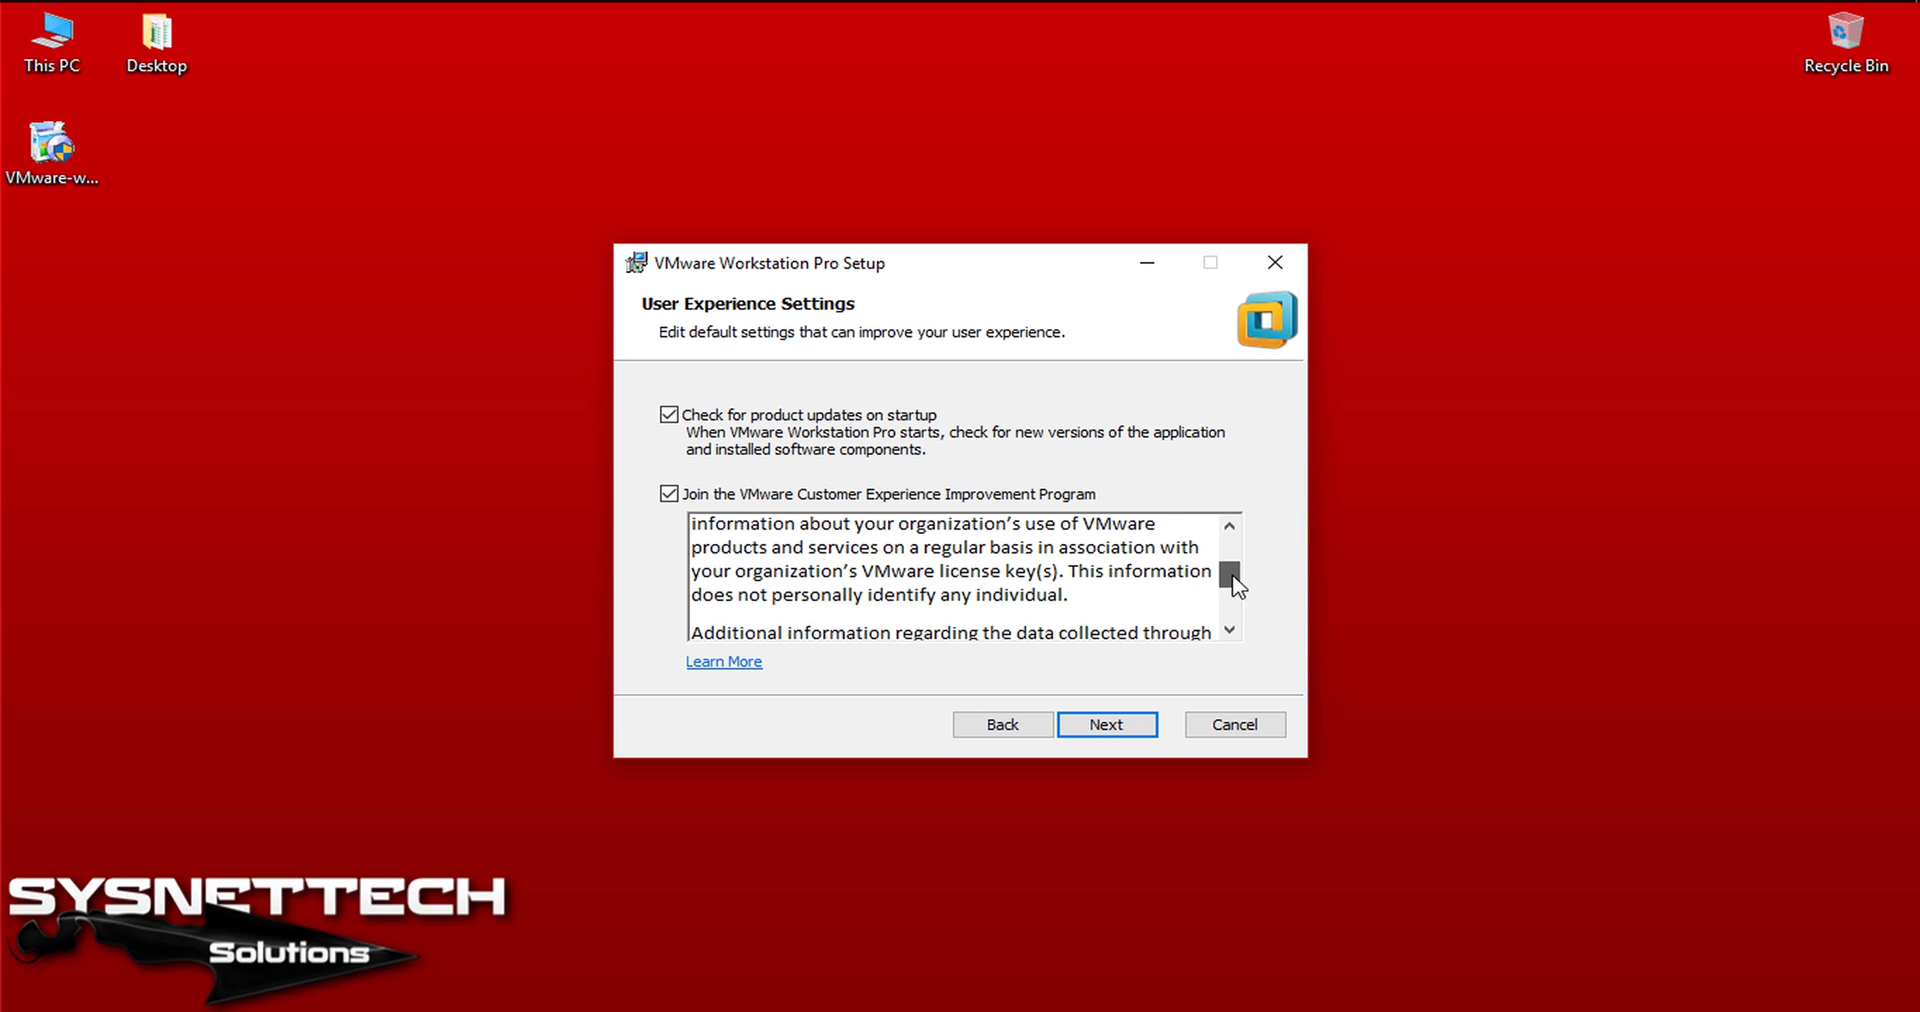 This PC
Desktop
Recycle Bin
VMware-w...
VMware Workstation Pro Setup
User Experience Settings
Edit default settings that can improve your user experience.
Check for product updates on startup
When VMware Workstation Pro starts, check for new versions of the application
and installed software components.
Join the VMware Customer Experience Improvement Program
information about your organization’s use of VMware
products and services on a regular basis in association with
your organization’s VMware license key(s). This information
does not personally identify any individual.
Additional information regarding the data collected through
Learn More
Back
Next
Cancel
SYSNETTECH
Solutions